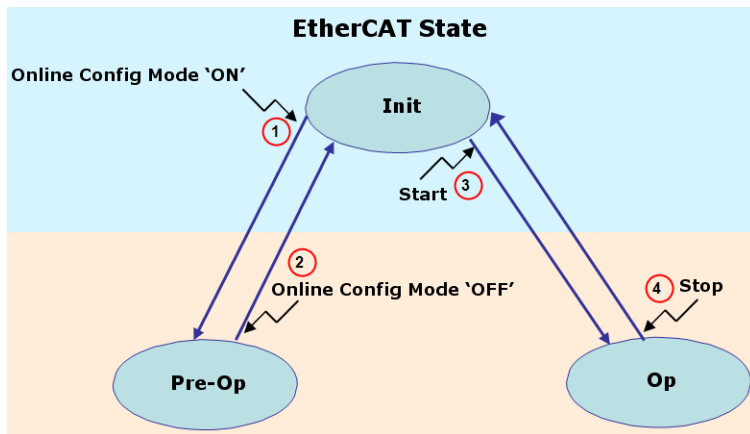 EtherCAT State
Online Config Mode ‘ON’
Init
1
Start 3
2
Online Config Mode ‘OFF’
4 Stop
Pre-Op
Op